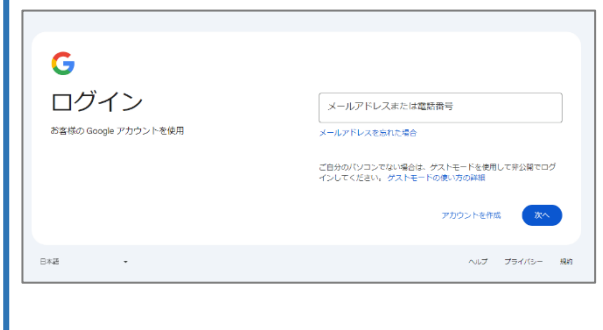 ログイン
お客様の Google アカウントを使用
メールアドレスまたは電話番号
メールアドレスを忘れた場合
ご自分のパソコンでない場合は、ゲストモードを使用して非公開でログ
インしてください。ゲストモードの使い方の詳細
アカウントを作成
次へ
日本語
ヘルプ プライバシー 規約